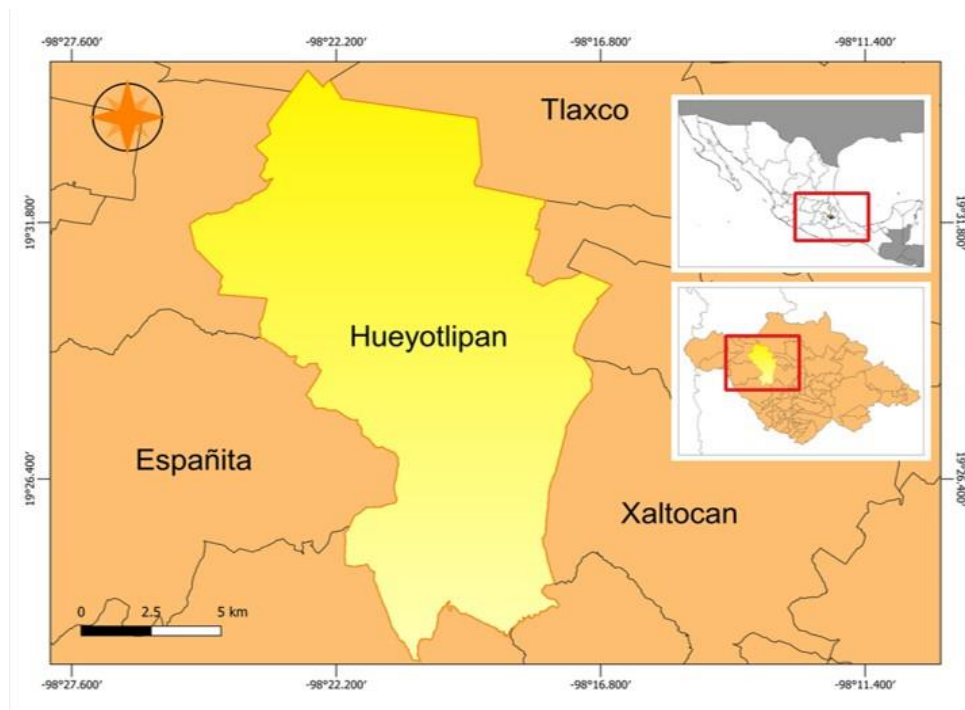 -98°27.600′ -98°22.200′ -98°16.800′ -98°11.400′
Tlaxco
19°31.800′ 19°31.800′
Hueyotlipan
Españita
19°26.400′ 19°26.400′
Xaltocan
0 2.5 5 km
-98°27.600′ -98°22.200′ -98°16.800′ -98°11.400′